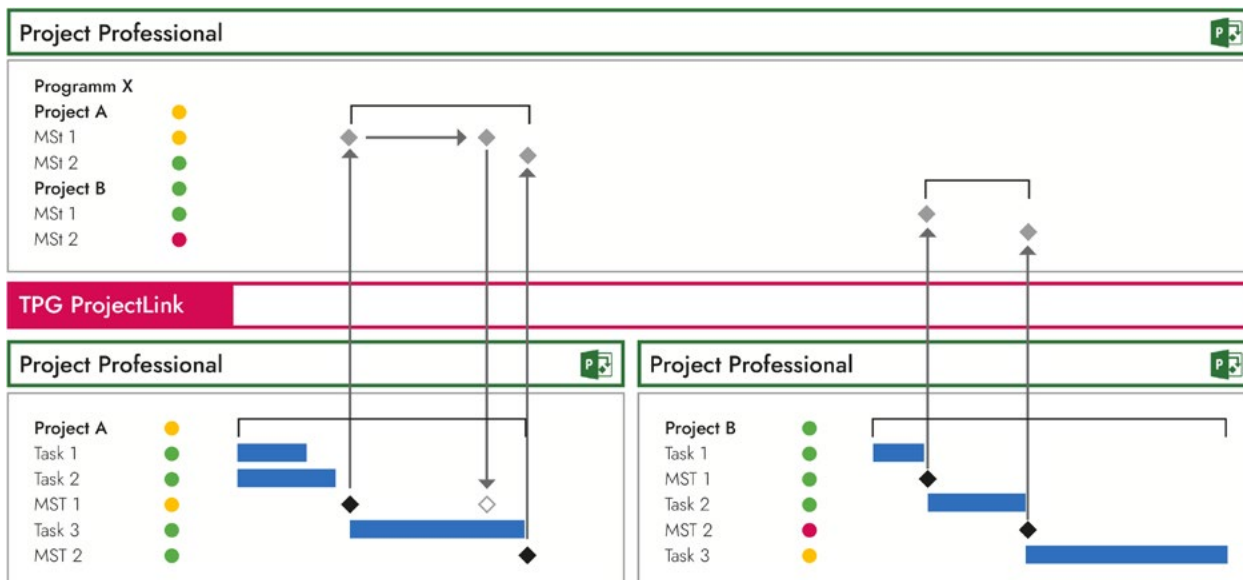 Project Professional
P
Programm X
Project A
MSt 1
MSt 2
Project B
MSt 1
MSt 2
TPG ProjectLink
Project Professional
P
Project A
Task 1
Task 2
MST 1
Task 3
MST 2
Project Professional
P
Project B
Task 1
MST 1
Task 2
MST 2
Task 3